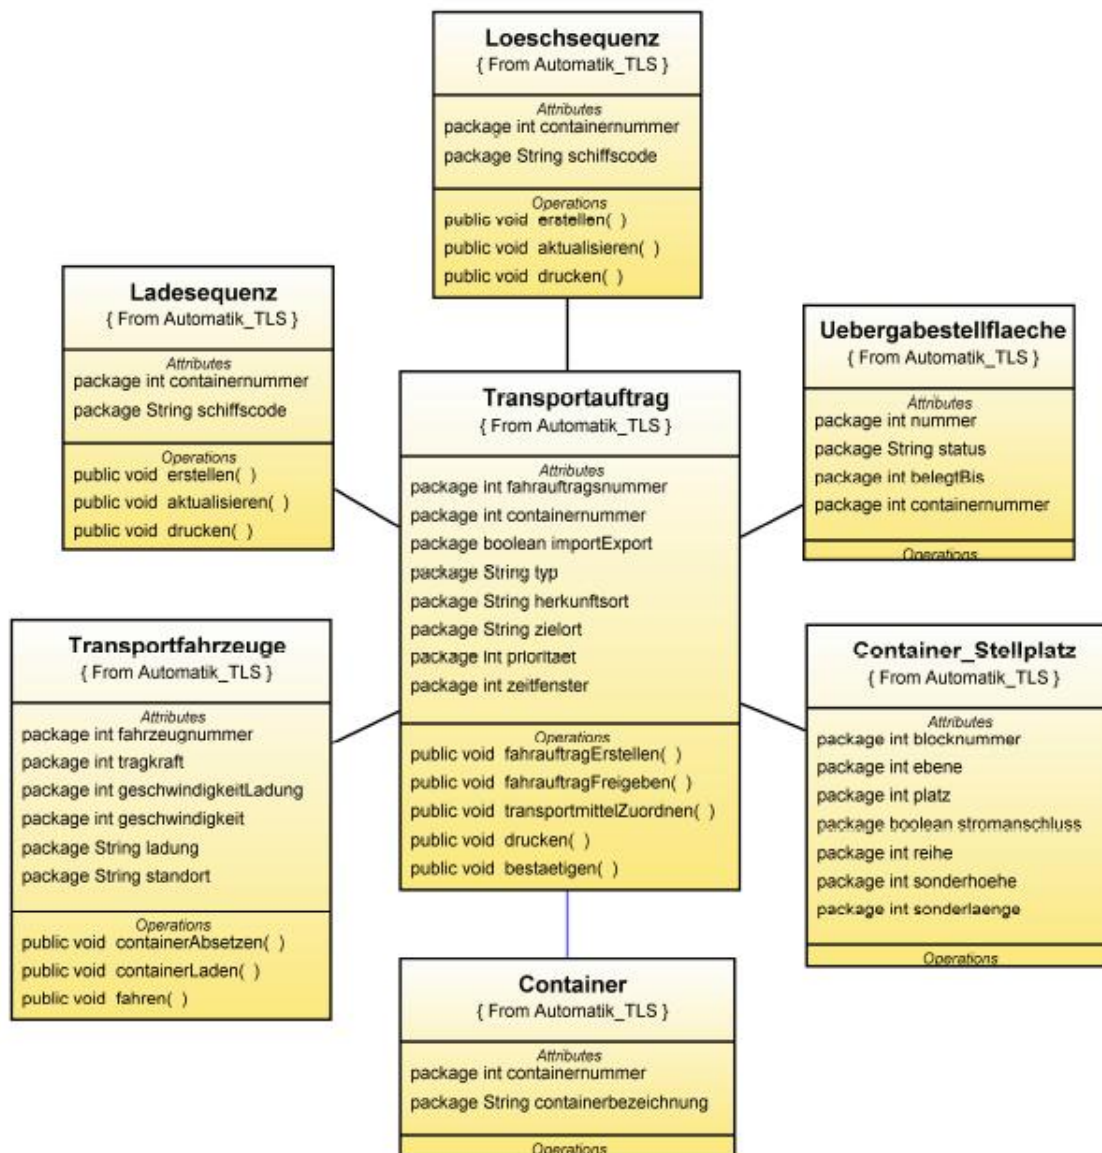 Loeschsequenz
{ From Automatik_TLS }
Attributes
package int containernummer
package String schiffscode
Operations
public void erstellen( )
public void aktualisieren( )
public void drucken( )
Ladesequenz
{ From Automatik_TLS }
Attributes
package int containernummer
package String schiffscode
Operations
public void erstellen( )
public void aktualisieren( )
public void drucken( )
Transportauftrag
{ From Automatik_TLS }
Attributes
package int fahrauftragsnummer
package int containernummer
package boolean importExport
package String typ
package String herkunftsort
package String zielort
package int prioritaet
package int zeitfenster
Operations
public void fahrauftragErstellen( )
public void fahrauftragFreigeben( )
public void transportmittelZuordnen( )
public void drucken( )
public void bestaetigen( )
Uebergabestellflaeche
{ From Automatik_TLS }
Attributes
package int nummer
package String status
package int belegtBis
package int containernummer
Operations
Transportfahrzeuge
{ From Automatik_TLS }
Attributes
package int fahrzeugnummer
package int tragkraft
package int geschwindigkeitLadung
package int geschwindigkeit
package String ladung
package String standort
Operations
public void containerAbsetzen( )
public void containerLaden( )
public void fahren( )
Container_Stellplatz
{ From Automatik_TLS }
Attributes
package int blocknummer
package int ebene
package int platz
package boolean stromanschluss
package int reihe
package int sonderhoehe
package int sonderlaenge
Operations
Container
{ From Automatik_TLS }
Attributes
package int containernummer
package String containerbezeichnung
Operations